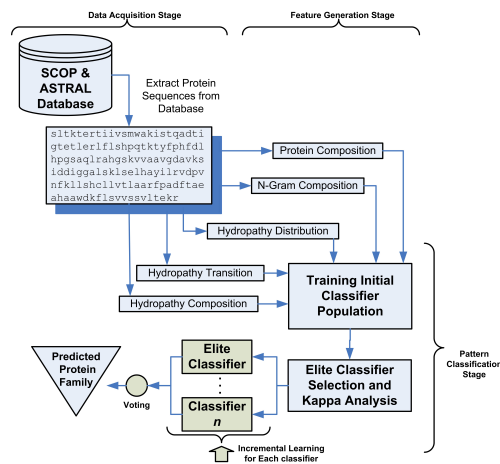 Data Acquisition Stage
Feature Generation Stage
SCOP &
ASTRAL
Database
Extract Protein
Sequences from
Database
sltktertiivsmwakistqadti
gtetlerlflshpqtktyfphfdl
hpgsaqlrahgskvvaavgdavks
iddiggalsklselhayilrvdpv
nfkllshcllvtlaarfpadftae
ahaawdkflsvvssvltekr
Protein Composition
N-Gram Composition
Hydropathy Distribution
Hydropathy Transition
Hydropathy Composition
Training Initial
Classifier
Population
Elite Classifier
Selection and
Kappa Analysis
Pattern
Classification
Stage
Elite
Classifier
Classifier
n
Voting
Predicted
Protein
Family
Incremental Learning
for Each classifier